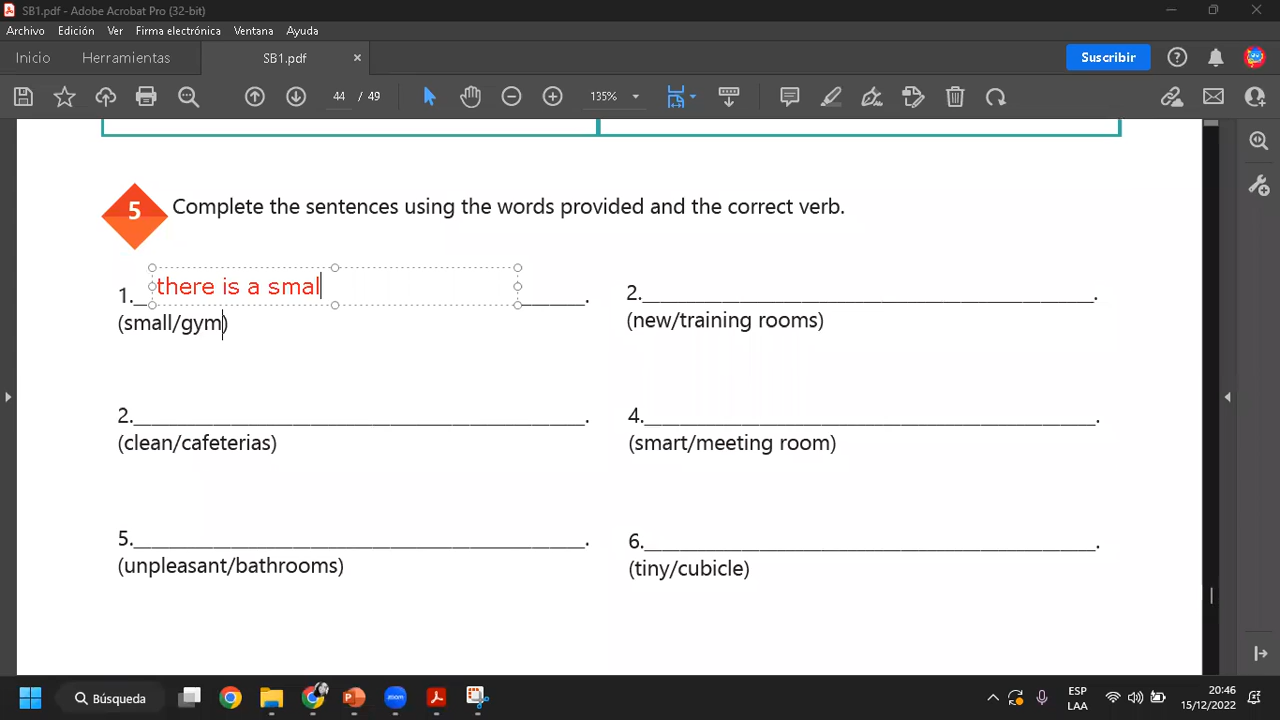 SB1.pdf - Adobe Acrobat Pro (32-bit)
Archivo Edición Ver Firma electrónica Ventana Ayuda
Inicio Herramientas SB1.pdf × Suscribir
44 / 49 135%
5 Complete the sentences using the words provided and the correct verb.
1. there is a smal .
(small/gym)
2. .
(new/training rooms)
2. .
(clean/cafeterias)
4. .
(smart/meeting room)
5. .
(unpleasant/bathrooms)
6. .
(tiny/cubicle)
Búsqueda zoom ESP LAA 20:46 15/12/2022